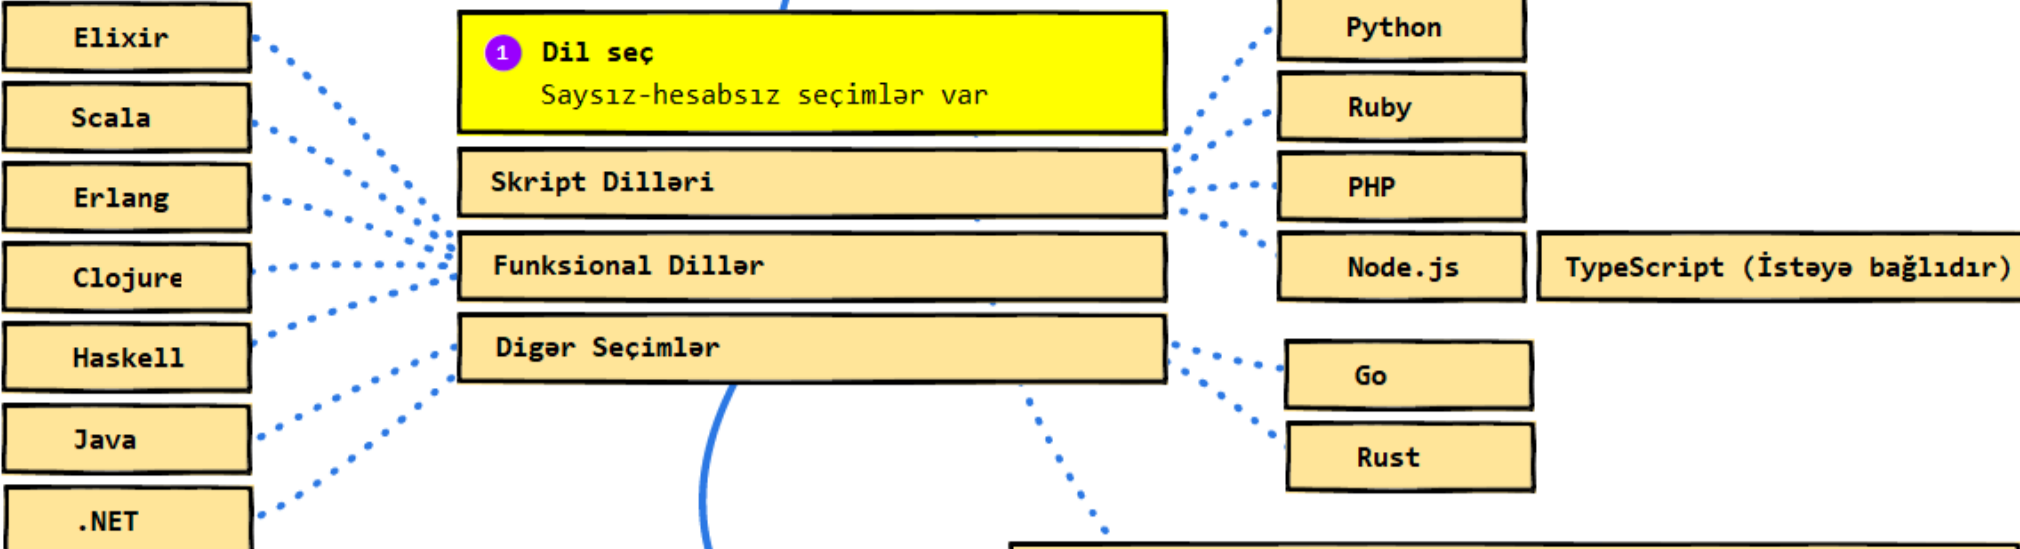 Elixir
Scala
Erlang
Clojure
Haskell
Java
.NET
1 Dil seç
Saysız-hesabsız seçimlər var
Skript Dilləri
Funksional Dillər
Digər Seçimlər
Python
Ruby
PHP
Node.js
TypeScript (İstəyə bağlıdır)
Go
Rust